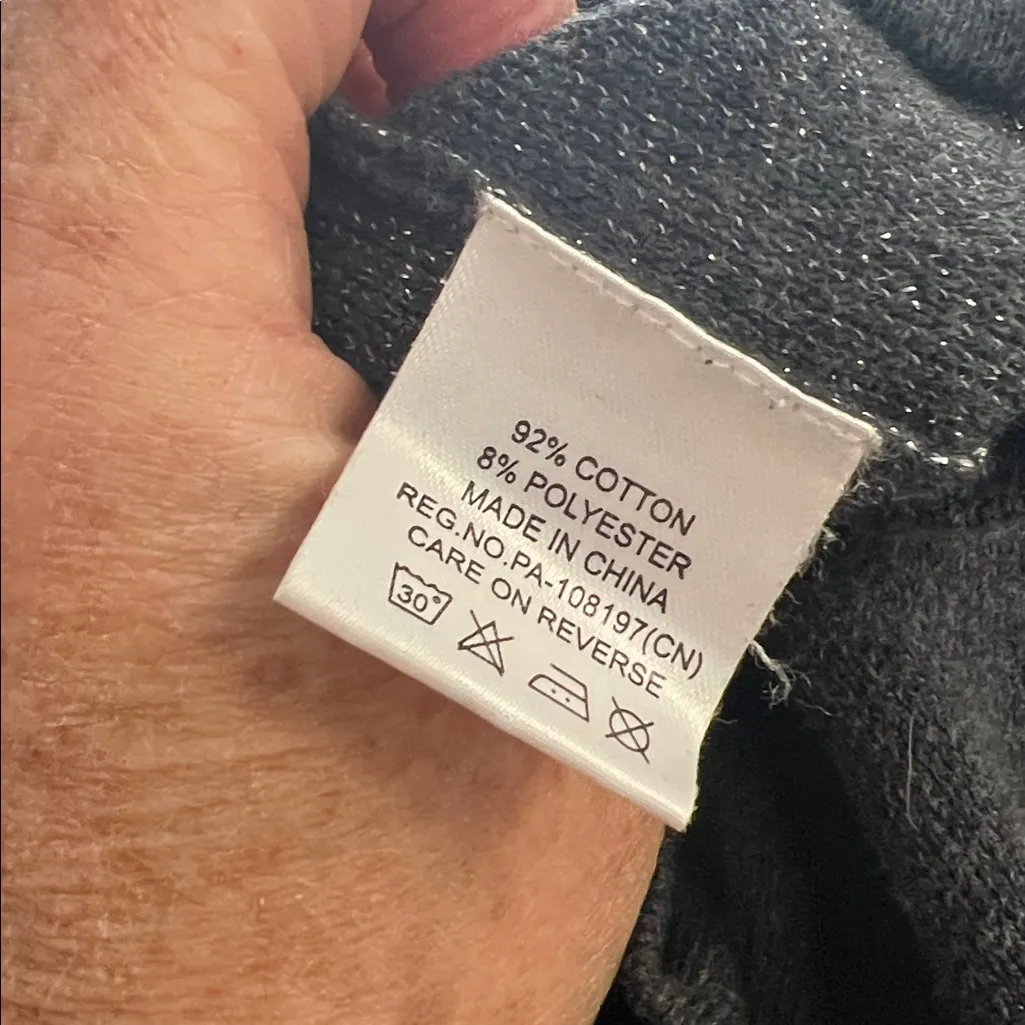 92% COTTON
8% POLYESTER
MADE IN CHINA
REG.NO.PA-108197(CN)
CARE ON REVERSE
30°